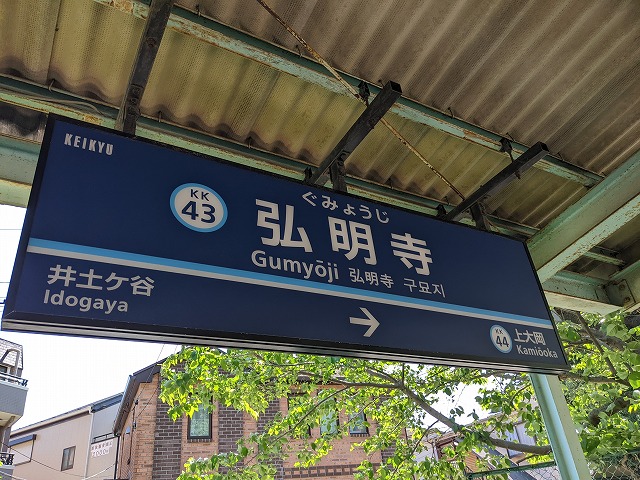 KEIKYU
KK
43
ぐみょうじ
弘明寺
Gumyōji 弘明寺 구묘지
井土ケ谷
Idogaya
→
KK
44
上大岡
Kamiōoka